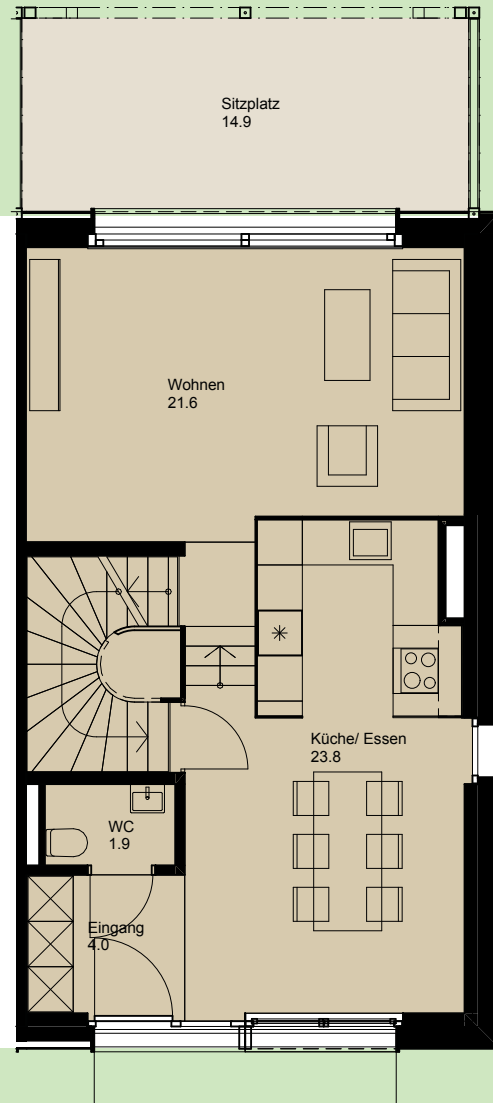 Sitzplatz
14.9
Wohnen
21.6
Küche/ Essen
23.8
WC
1.9
Eingang
4.0